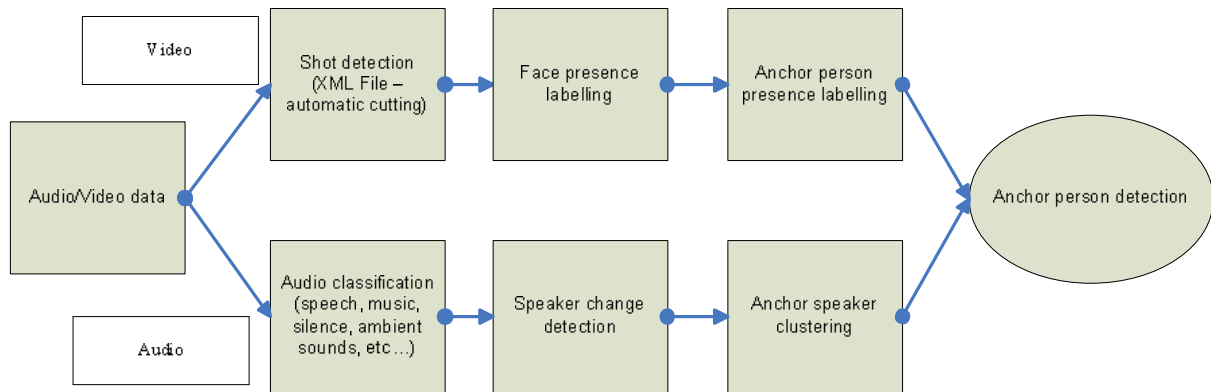 Video
Shot detection
(XML File –
automatic cutting)
Face presence
labelling
Anchor person
presence labelling
Audio/Video data
Anchor person detection
Audio classification
(speech, music,
silence, ambient
sounds, etc…)
Speaker change
detection
Anchor speaker
clustering
Audio